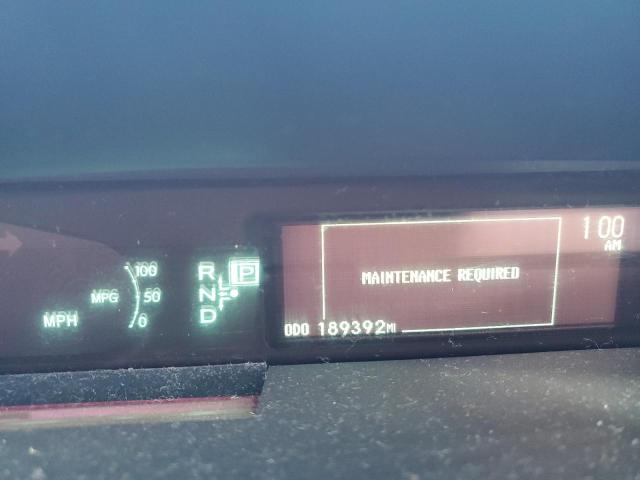 1:00
AM
100
MPG 50
0
MPH
R P
N
D
MAINTENANCE REQUIRED
ODO 189392MI